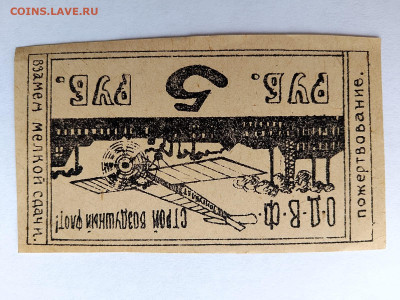 COINS.LAVE.RU
О·Д·В·Ф·
СТРОЙ ВОЗДУШНЫЙ ФЛОТ!
РУБ. 5 РУБ.
пожертвование.
взамен мелкой сдачи.